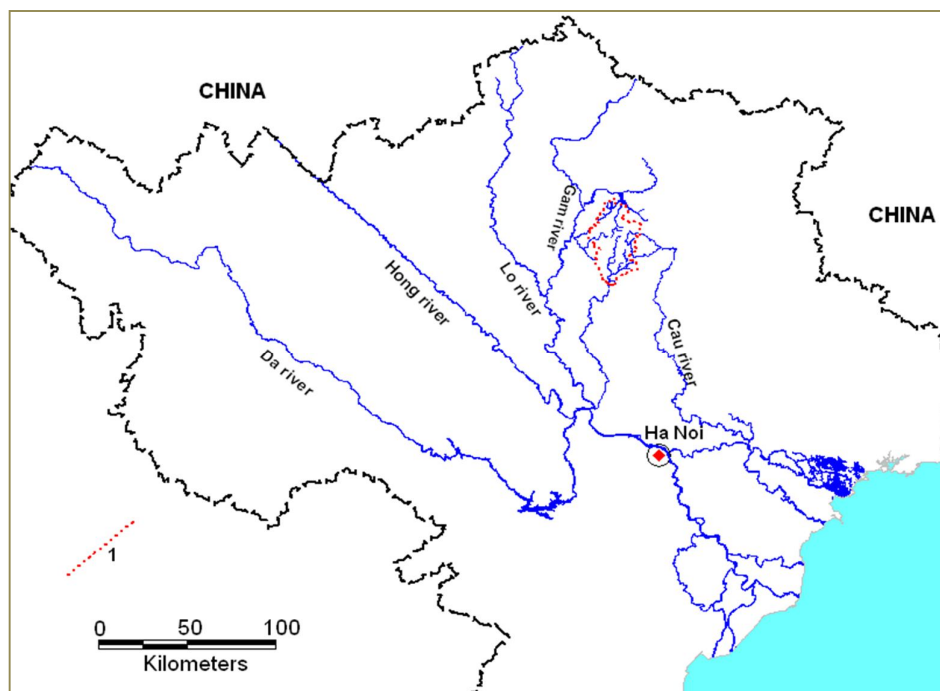 CHINA
CHINA
Gam river
Hong river
Lo river
Da river
Cau river
Ha Noi
1
0 50 100
Kilometers